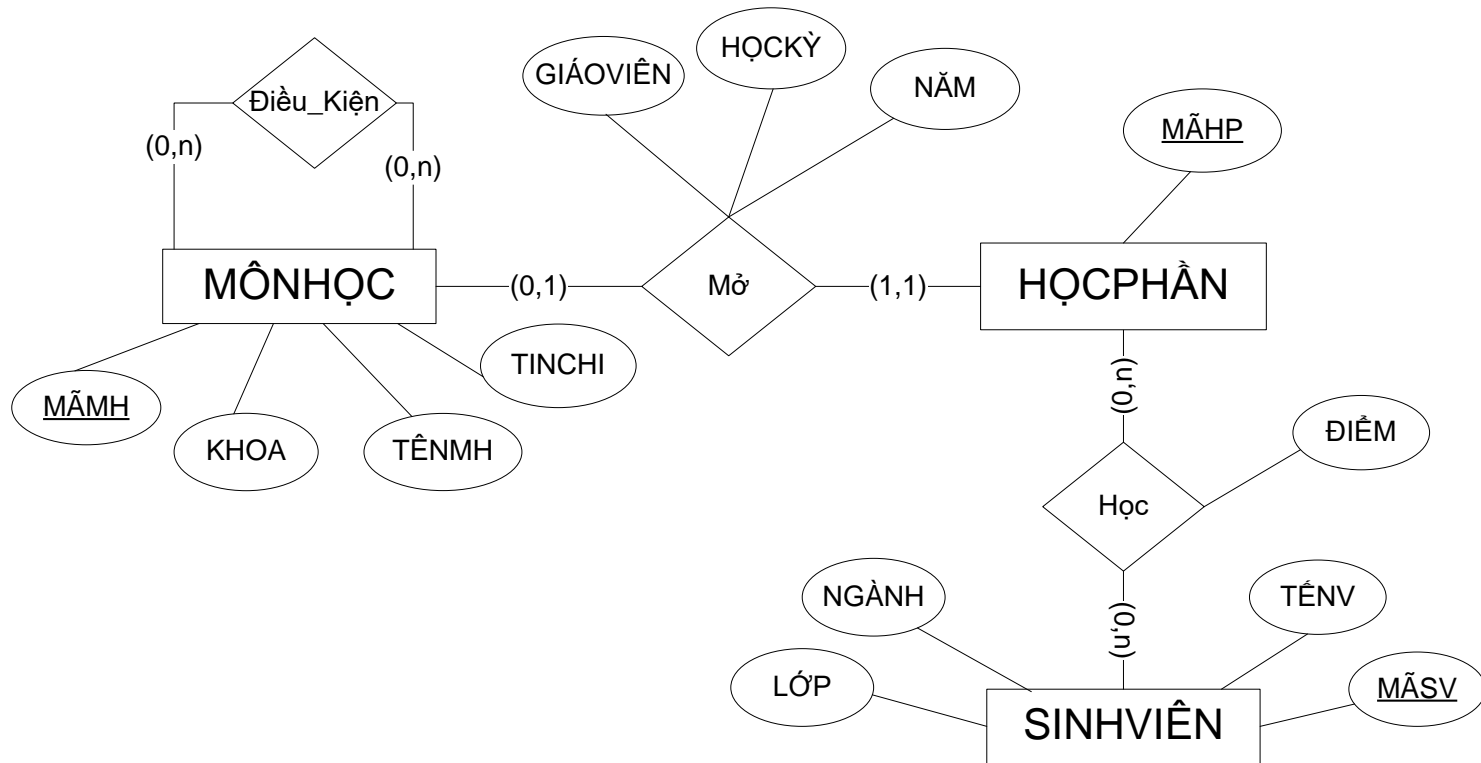 HỌCKỲ
GIÁOVIÊN
NĂM
Điều_Kiện
MÃHP
(0,n)
(0,n)
MÔNHỌC
(0,1)
Mở
(1,1)
HỌCPHẦN
TINCHI
MÃMH
KHOA
TÊNMH
(0,n)
ĐIỂM
Học
NGÀNH
(0,n)
TẾNV
LỚP
MÃSV
SINHVIÊN